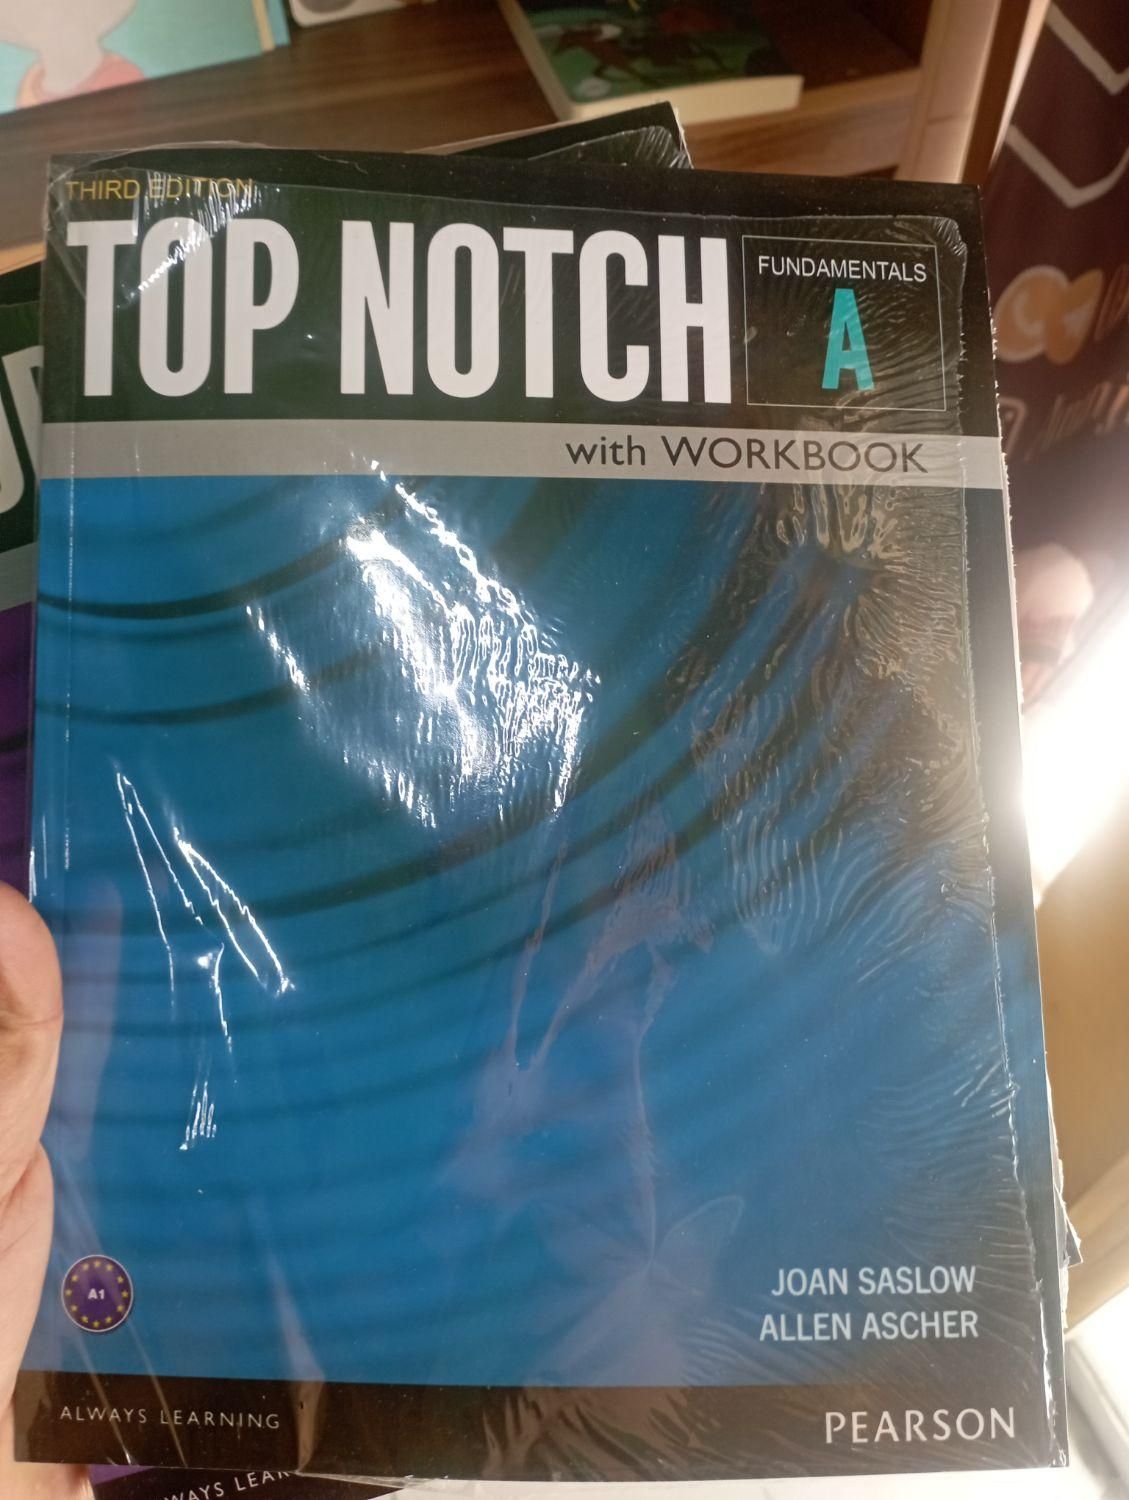 THIRD EDITION
TOP NOTCH
FUNDAMENTALS
A
with WORKBOOK
A1
JOAN SASLOW
ALLEN ASCHER
ALWAYS LEARNING
PEARSON